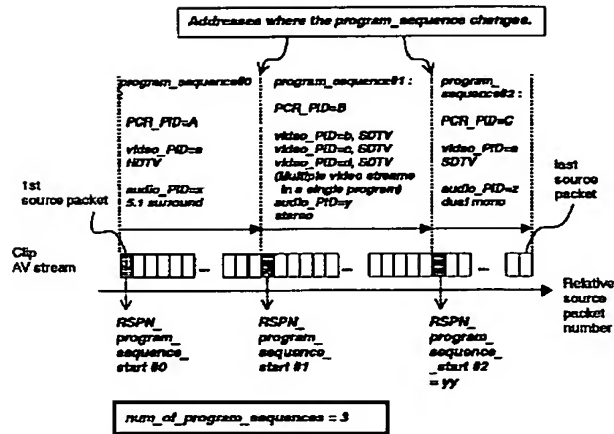 Addresses where the program_sequence changes.
program_sequence#0
PCR_PID=A
video_PID=a
HDTV
audio_PID=x
5.1 surround
program_sequence#1 :
PCR_PID=B
video_PID=b, SDTV
video_PID=c, SDTV
video_PID=d, SDTV
(Multiple video streams
in a single program)
audio_PID=y
stereo
program_
sequence#2 :
PCR_PID=C
video_PID=e
SDTV
audio_PID=z
dual mono
1st
source packet
last
source
packet
Clip
AV stream
Relative
source
packet
number
RSPN_
program_
sequence_
start #0
RSPN_
program_
sequence_
start #1
RSPN_
program_
sequence
_start #2
= yy
num_of_program_sequences = 3